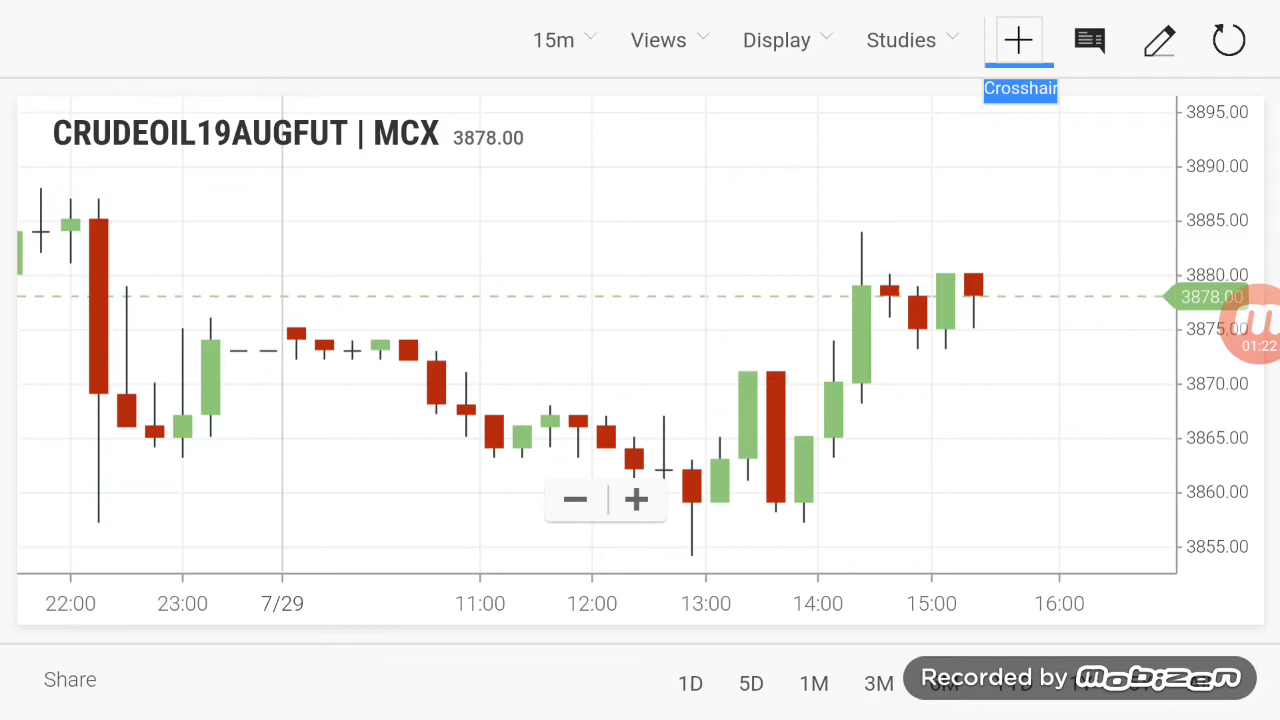 15m Views Display Studies
Crosshair
CRUDEOIL19AUGFUT | MCX 3878.00
3895.00
3890.00
3885.00
3880.00
3878.00
3875.00
01:22
3870.00
3865.00
3860.00
3855.00
22:00 23:00 7/29 11:00 12:00 13:00 14:00 15:00 16:00
Share 1D 5D 1M 3M
Recorded by mobizen